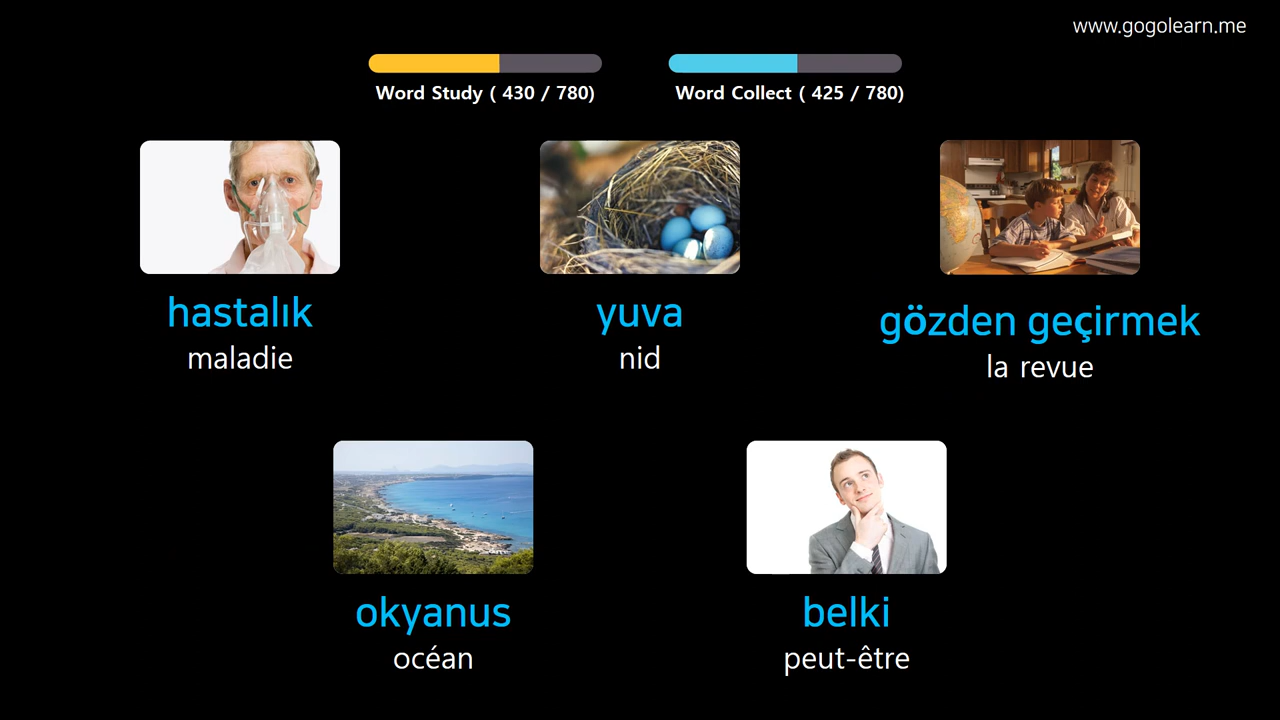 www.gogolearn.me
Word Study ( 430 / 780)
Word Collect ( 425 / 780)
hastalık
maladie
yuva
nid
gözden geçirmek
la revue
okyanus
océan
belki
peut-être